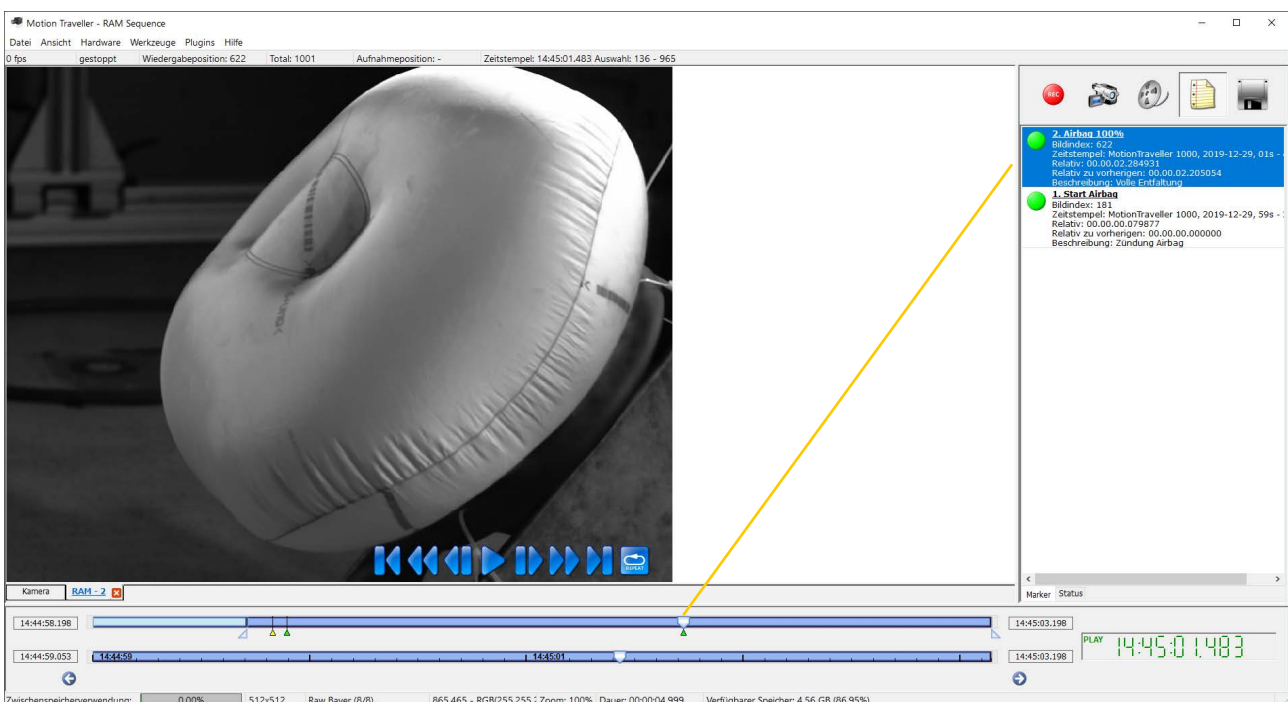 Motion Traveller - RAM Sequence
Datei Ansicht Hardware Werkzeuge Plugins Hilfe
0 fps gestoppt Wiedergabeposition: 622 Total: 1001 Aufnahmeposition: - Zeitstempel: 14:45:01.483 Auswahl: 136 - 965
REC
2. Airbag 100%
Bildindex: 622
Zeitstempel: MotionTraveller 1000, 2019-12-29, 01s -
Relativ: 00.00.02.284931
Relativ zu vorherigen: 00.00.02.205054
Beschreibung: Volle Entfaltung
1. Start Airbag
Bildindex: 181
Zeitstempel: MotionTraveller 1000, 2019-12-29, 59s -
Relativ: 00.00.00.079877
Relativ zu vorherigen: 00.00.00.000000
Beschreibung: Zündung Airbag
REPEAT
Kamera RAM - 2
Marker Status
14:44:58.198 14:45:03.198
14:44:59.053 14:44:59 14:45:01 14:45:03.198
PLAY 14:45:01,483
Zwischenspeicherverwendung: 0.00% 512x512 Raw Bayer (8/8) 865,465 - RGB(255,255,2 Zoom: 100% Dauer: 00:00:04.999 Verfügbarer Speicher: 4.56 GB (86.95%)